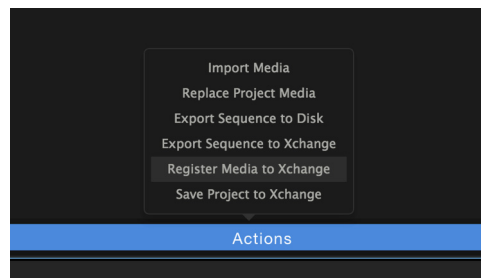 Import Media
Replace Project Media
Export Sequence to Disk
Export Sequence to Xchange
Register Media to Xchange
Save Project to Xchange
Actions